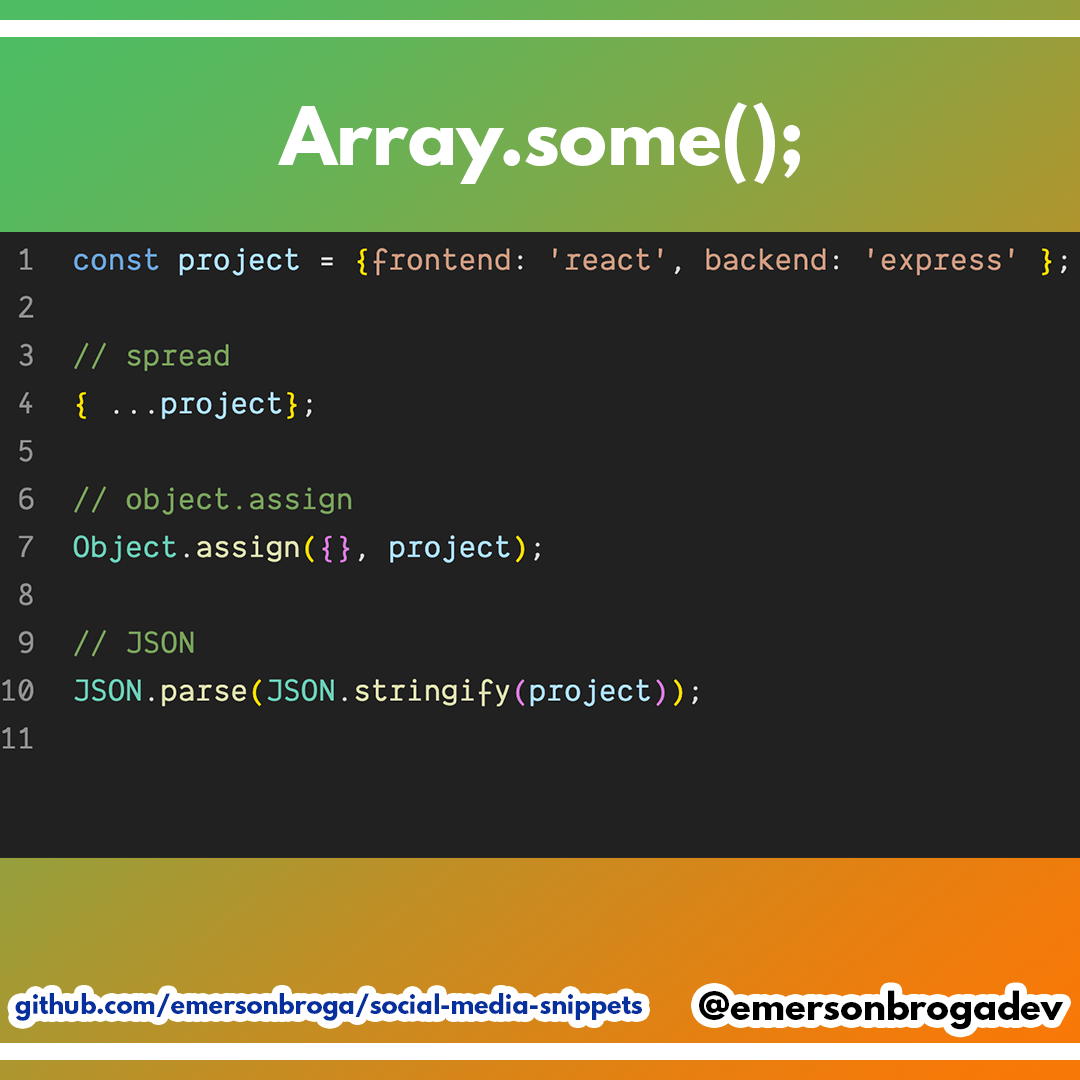 Array.some();
1 const project = {frontend: 'react', backend: 'express' };
2
3 // spread
4 { ...project};
5
6 // object.assign
7 Object.assign({}, project);
8
9 // JSON
10 JSON.parse(JSON.stringify(project));
11
github.com/emersonbroga/social-media-snippets
@emersonbrogadev